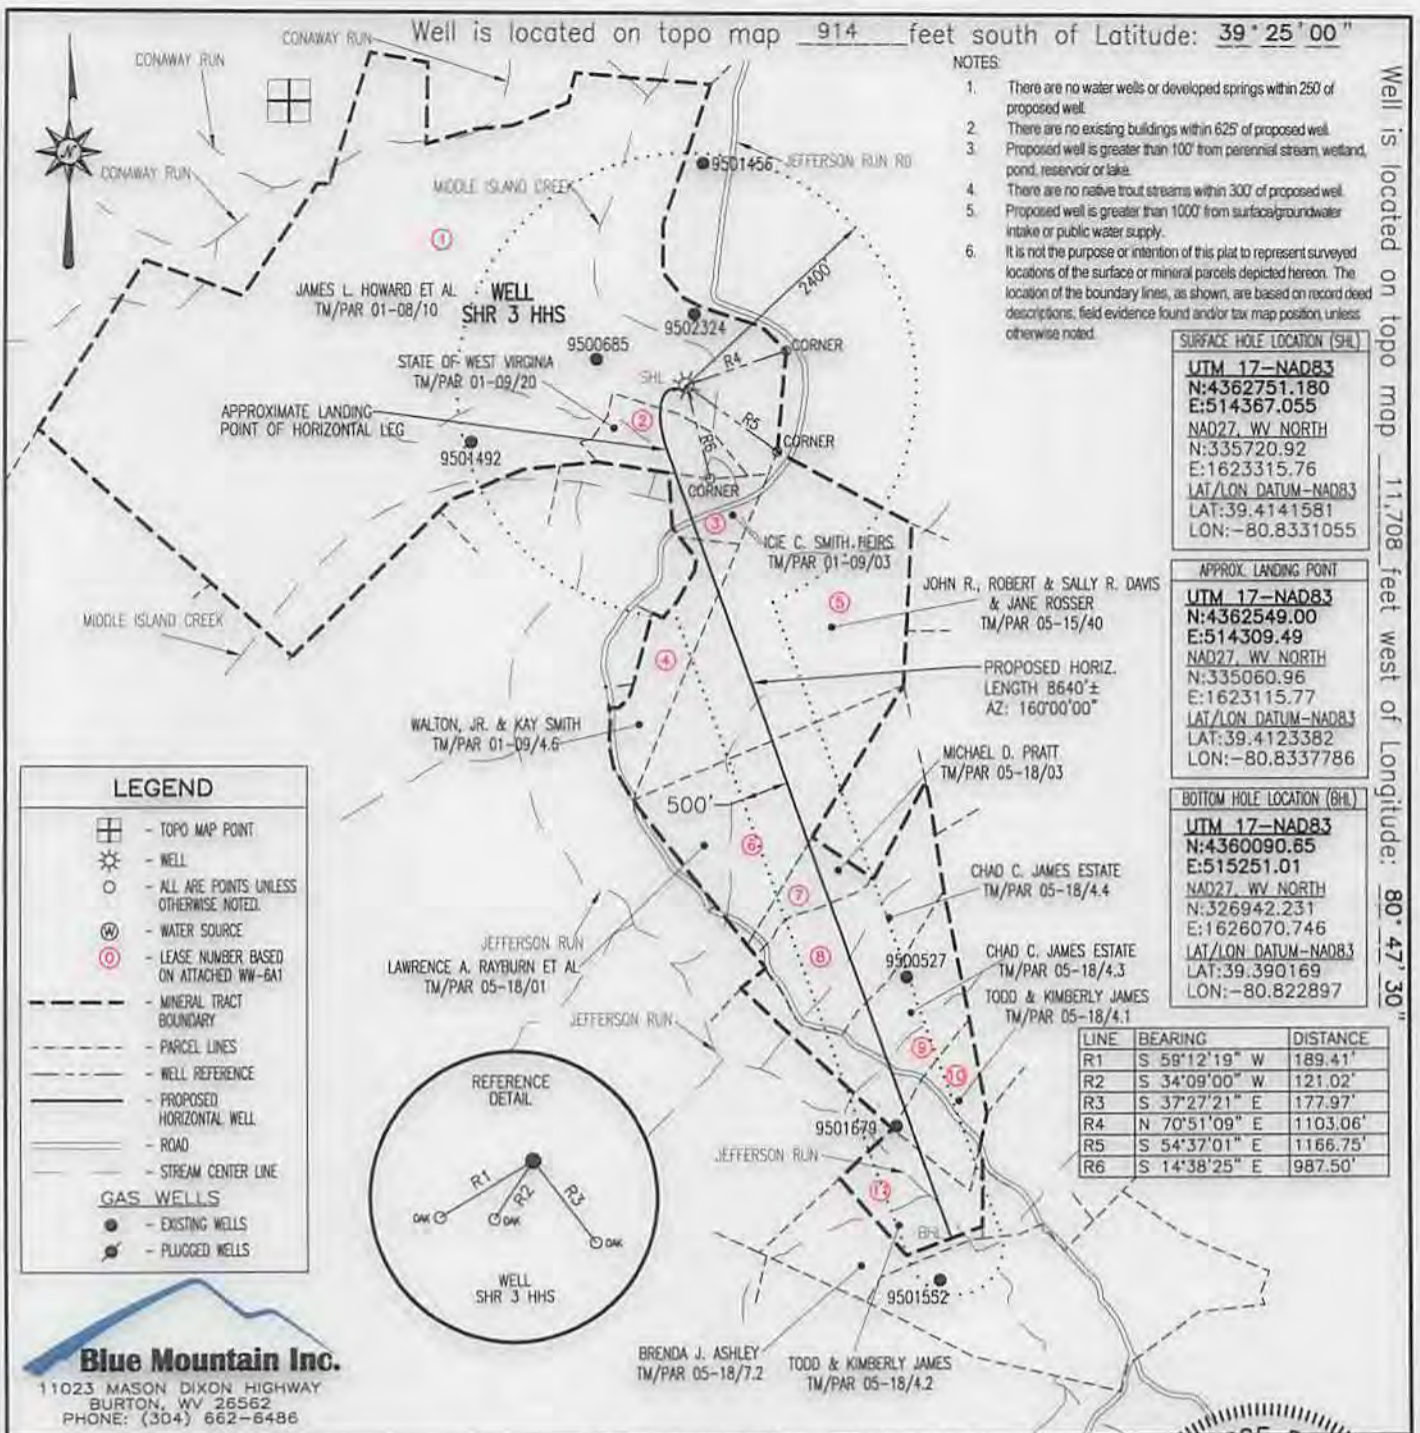 Well is located on topo map 914 feet south of Latitude: 39°25'00"
Well is located on topo map 11,708 feet west of Longitude: 80° 47' 30"
CONAWAY RUN
CONAWAY RUN
CONAWAY RUN
N
NOTES:
1. There are no water wells or developed springs within 250' of
proposed well.
2. There are no existing buildings within 625' of proposed well.
3. Proposed well is greater than 100' from perennial stream, wetland,
pond, reservoir or lake.
4. There are no native trout streams within 300' of proposed well.
5. Proposed well is greater than 1000' from surface/groundwater
intake or public water supply.
6. It is not the purpose or intention of this plat to represent surveyed
locations of the surface or mineral parcels depicted hereon. The
location of the boundary lines, as shown, are based on record deed
descriptions, field evidence found and/or tax map position, unless
otherwise noted.
9501456
JEFFERSON RUN RD
MIDDLE ISLAND CREEK
1
2400'
JAMES L. HOWARD ET AL
TM/PAR 01-08/10
WELL
SHR 3 HHS
9502324
9500685
CORNER
R4
STATE OF WEST VIRGINIA
TM/PAR 01-09/20
SHL
APPROXIMATE LANDING
POINT OF HORIZONTAL LEG
2
R5
R6
CORNER
9501492
CORNER
3
ICIE C. SMITH HEIRS
TM/PAR 01-09/03
MIDDLE ISLAND CREEK
5
JOHN R., ROBERT & SALLY R. DAVIS
& JANE ROSSER
TM/PAR 05-15/40
4
PROPOSED HORIZ.
LENGTH 8640'±
AZ: 160°00'00"
WALTON, JR. & KAY SMITH
TM/PAR 01-09/4.6
MICHAEL D. PRATT
TM/PAR 05-18/03
500'
6
7
CHAD C. JAMES ESTATE
TM/PAR 05-18/4.4
JEFFERSON RUN
LAWRENCE A. RAYBURN ET AL
TM/PAR 05-18/01
8
9500527
CHAD C. JAMES ESTATE
TM/PAR 05-18/4.3
TODD & KIMBERLY JAMES
TM/PAR 05-18/4.1
JEFFERSON RUN
9
10
9501679
JEFFERSON RUN
11
BHL
9501552
BRENDA J. ASHLEY
TM/PAR 05-18/7.2
TODD & KIMBERLY JAMES
TM/PAR 05-18/4.2
SURFACE HOLE LOCATION (SHL)
UTM 17-NAD83
N:4362751.180
E:514367.055
NAD27, WV NORTH
N:335720.92
E:1623315.76
LAT/LON DATUM-NAD83
LAT:39.4141581
LON:-80.8331055
APPROX. LANDING POINT
UTM 17-NAD83
N:4362549.00
E:514309.49
NAD27, WV NORTH
N:335060.96
E:1623115.77
LAT/LON DATUM-NAD83
LAT:39.4123382
LON:-80.8337786
BOTTOM HOLE LOCATION (BHL)
UTM 17-NAD83
N:4360090.65
E:515251.01
NAD27, WV NORTH
N:326942.231
E:1626070.746
LAT/LON DATUM-NAD83
LAT:39.390169
LON:-80.822897
LINE BEARING DISTANCE
R1 S 59°12'19" W 189.41'
R2 S 34°09'00" W 121.02'
R3 S 37°27'21" E 177.97'
R4 N 70°51'09" E 1103.06'
R5 S 54°37'01" E 1166.75'
R6 S 14°38'25" E 987.50'
LEGEND
- TOPO MAP POINT
- WELL
- ALL ARE POINTS UNLESS
OTHERWISE NOTED.
W - WATER SOURCE
0 - LEASE NUMBER BASED
ON ATTACHED WW-6A1
- MINERAL TRACT
BOUNDARY
- PARCEL LINES
- WELL REFERENCE
- PROPOSED
HORIZONTAL WELL
- ROAD
- STREAM CENTER LINE
GAS WELLS
- EXISTING WELLS
- PLUGGED WELLS
REFERENCE
DETAIL
R1
R2
R3
OAK
OAK
OAK
WELL
SHR 3 HHS
Blue Mountain Inc.
11023 MASON DIXON HIGHWAY
BURTON, WV 26562
PHONE: (304) 662-6486